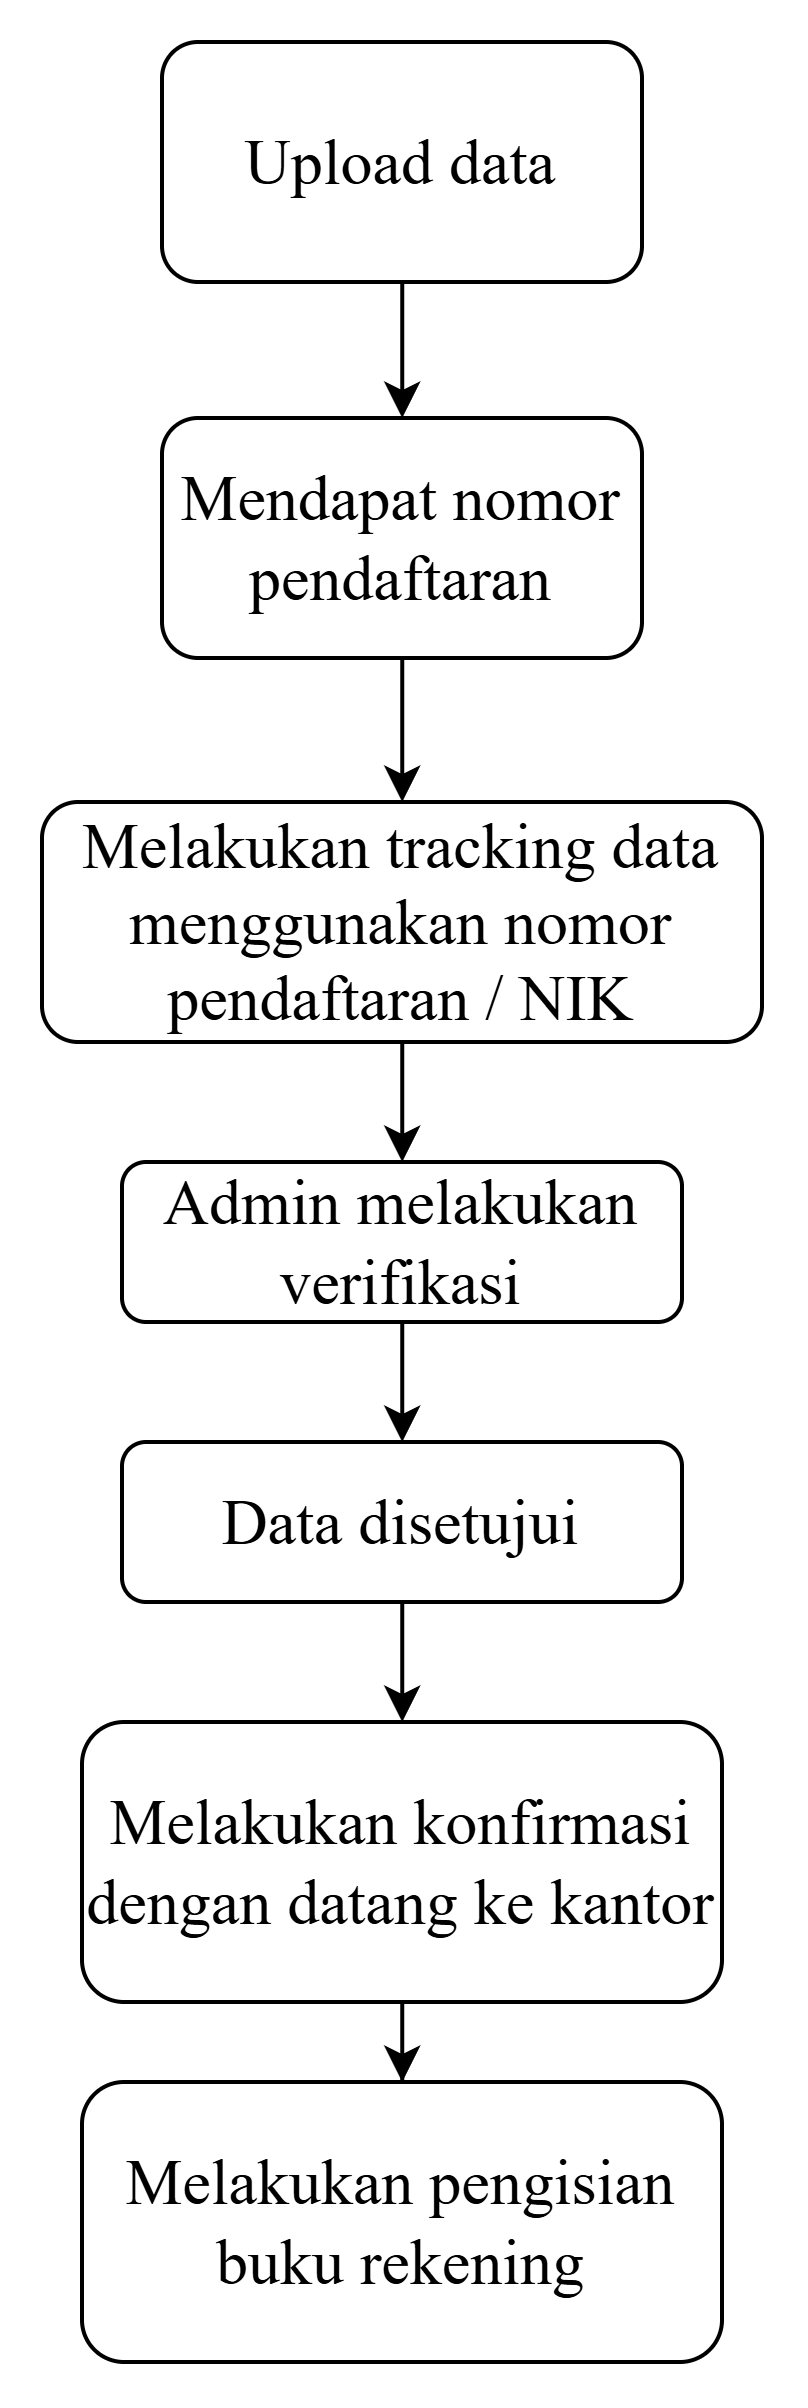 Upload data
Mendapat nomor
pendaftaran
Melakukan tracking data
menggunakan nomor
pendaftaran / NIK
Admin melakukan
verifikasi
Data disetujui
Melakukan konfirmasi
dengan datang ke kantor
Melakukan pengisian
buku rekening